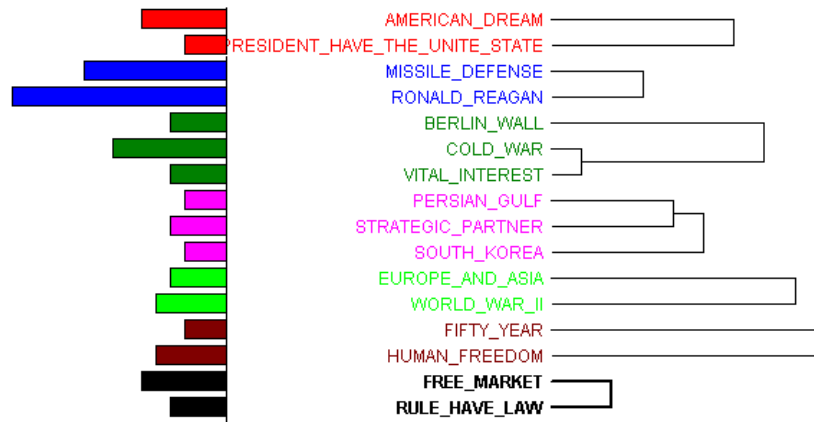 AMERICAN_DREAM
PRESIDENT_HAVE_THE_UNITE_STATE
MISSILE_DEFENSE
RONALD_REAGAN
BERLIN_WALL
COLD_WAR
VITAL_INTEREST
PERSIAN_GULF
STRATEGIC_PARTNER
SOUTH_KOREA
EUROPE_AND_ASIA
WORLD_WAR_II
FIFTY_YEAR
HUMAN_FREEDOM
FREE_MARKET
RULE_HAVE_LAW